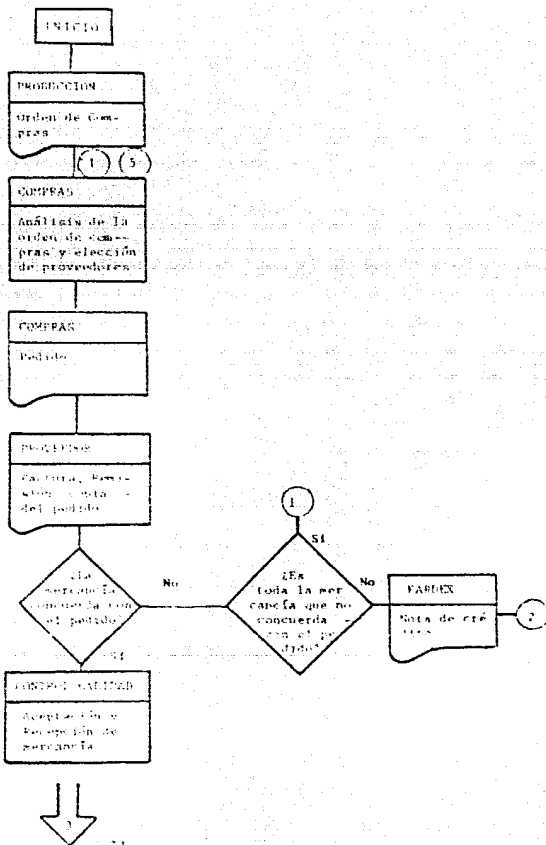 INICIO
PRODUCCION
Orden de Com-
pras
1 5
COMPRAS
Análisis de la
orden de com--
pras y elección
de proveedores
COMPRAS
Pedido
PROVEEDOR
Factura, Remi-
del pedido
¿La
mercancía
concuerda con
el pedido?
No
Si
1
Si
¿Es
toda la mer
cancía que no
concuerda -
con el pe
dido?
No
KARDEX
Nota de cré
2
CONTROL CALIDAD
Aceptación y
Recepción de
mercancía
3